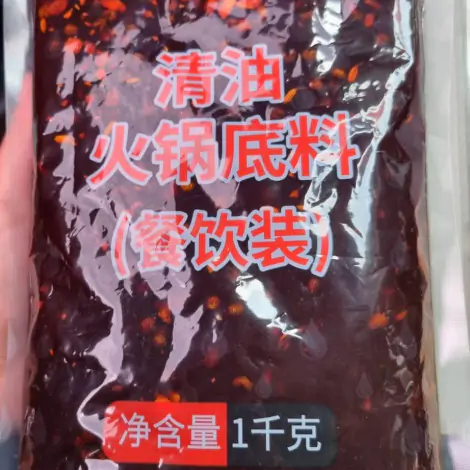 清油
火锅底料
(餐饮装)
净含量 1千克